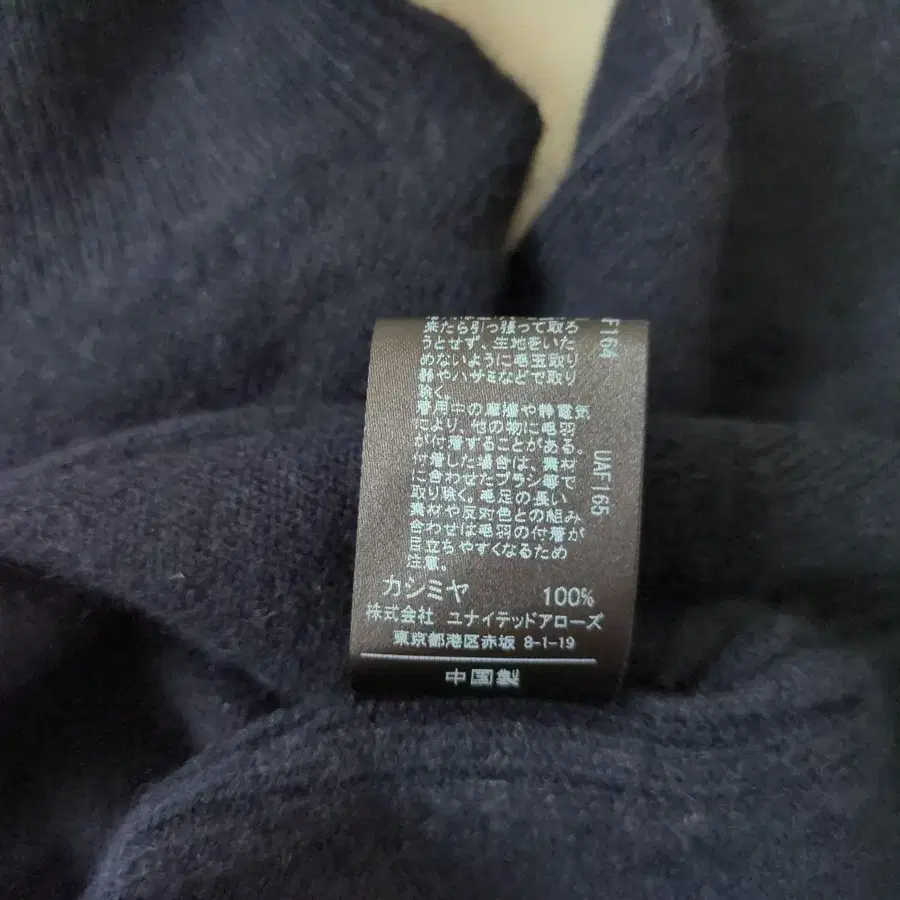 来たら引っ張って取ろ
うとせず、生地をいた
めないように毛玉取り
器やハサミなどで取り
除く。
着用中の摩擦や静電気
により、他の物に毛羽
が付着することがある。
付着した場合は、素材
に合わせたブラシ等で
取り除く。毛足の長い
素材や反対色との組み
合わせは毛羽の付着が
目立ちやすくなるため
注意。
カシミヤ 100%
株式会社 ユナイテッドアローズ
東京都港区赤坂 8-1-19
中国製
F164
UAF165